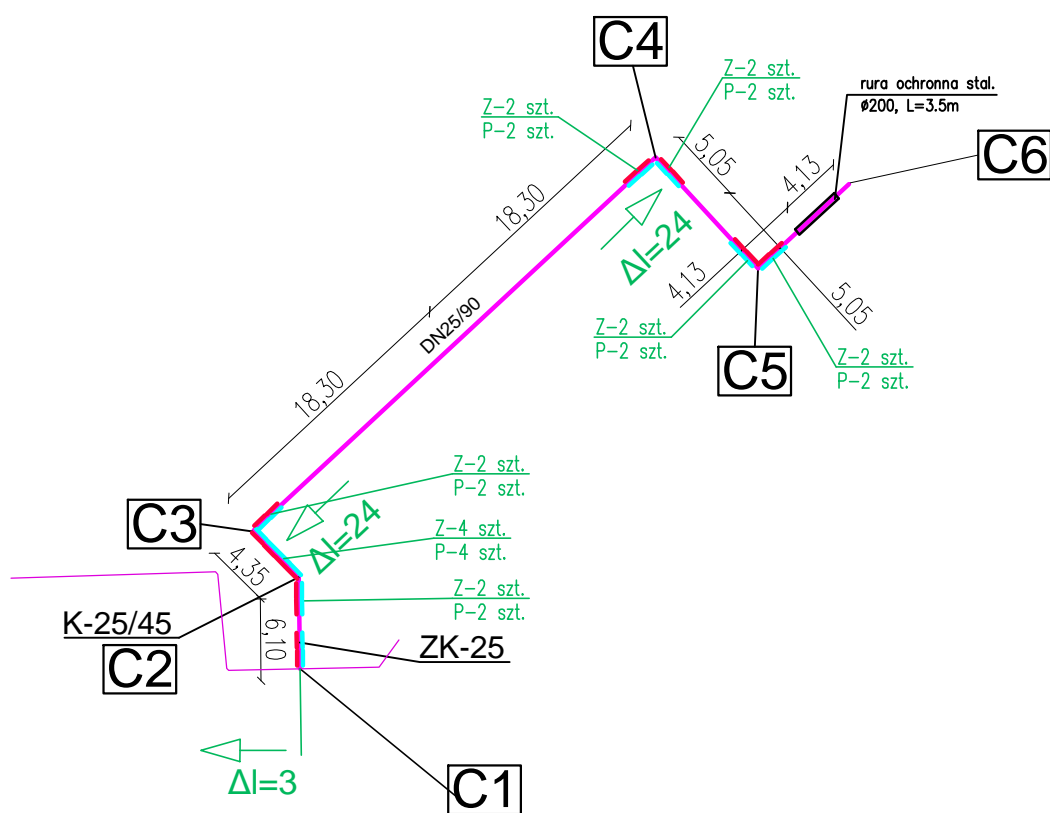 C4
Z-2 szt.
P-2 szt.
rura ochronna stal.
ø200, L=3.5m
Z-2 szt.
P-2 szt.
C6
5,05
4,13
18,30
Δl=24
4,13
5,05
DN25/90
Z-2 szt.
P-2 szt.
C5
Z-2 szt.
P-2 szt.
18,30
Z-2 szt.
P-2 szt.
C3
Δl=24
Z-4 szt.
P-4 szt.
4,35
Z-2 szt.
P-2 szt.
K-25/45
6,10
ZK-25
C2
Δl=3
C1